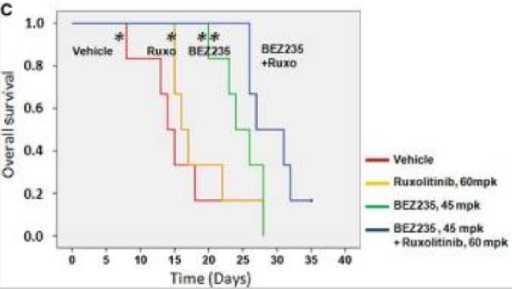 C
Overall survival
1.0
0.8
0.6
0.4
0.2
0.0
* * **
Vehicle Ruxo BEZ235 BEZ235
+Ruxo
0 5 10 15 20 25 30 35 40
Time (Days)
Vehicle
Ruxolitinib, 60mpk
BEZ235, 45 mpk
BEZ235 , 45 mpk
+ Ruxolitinib, 60 mpk